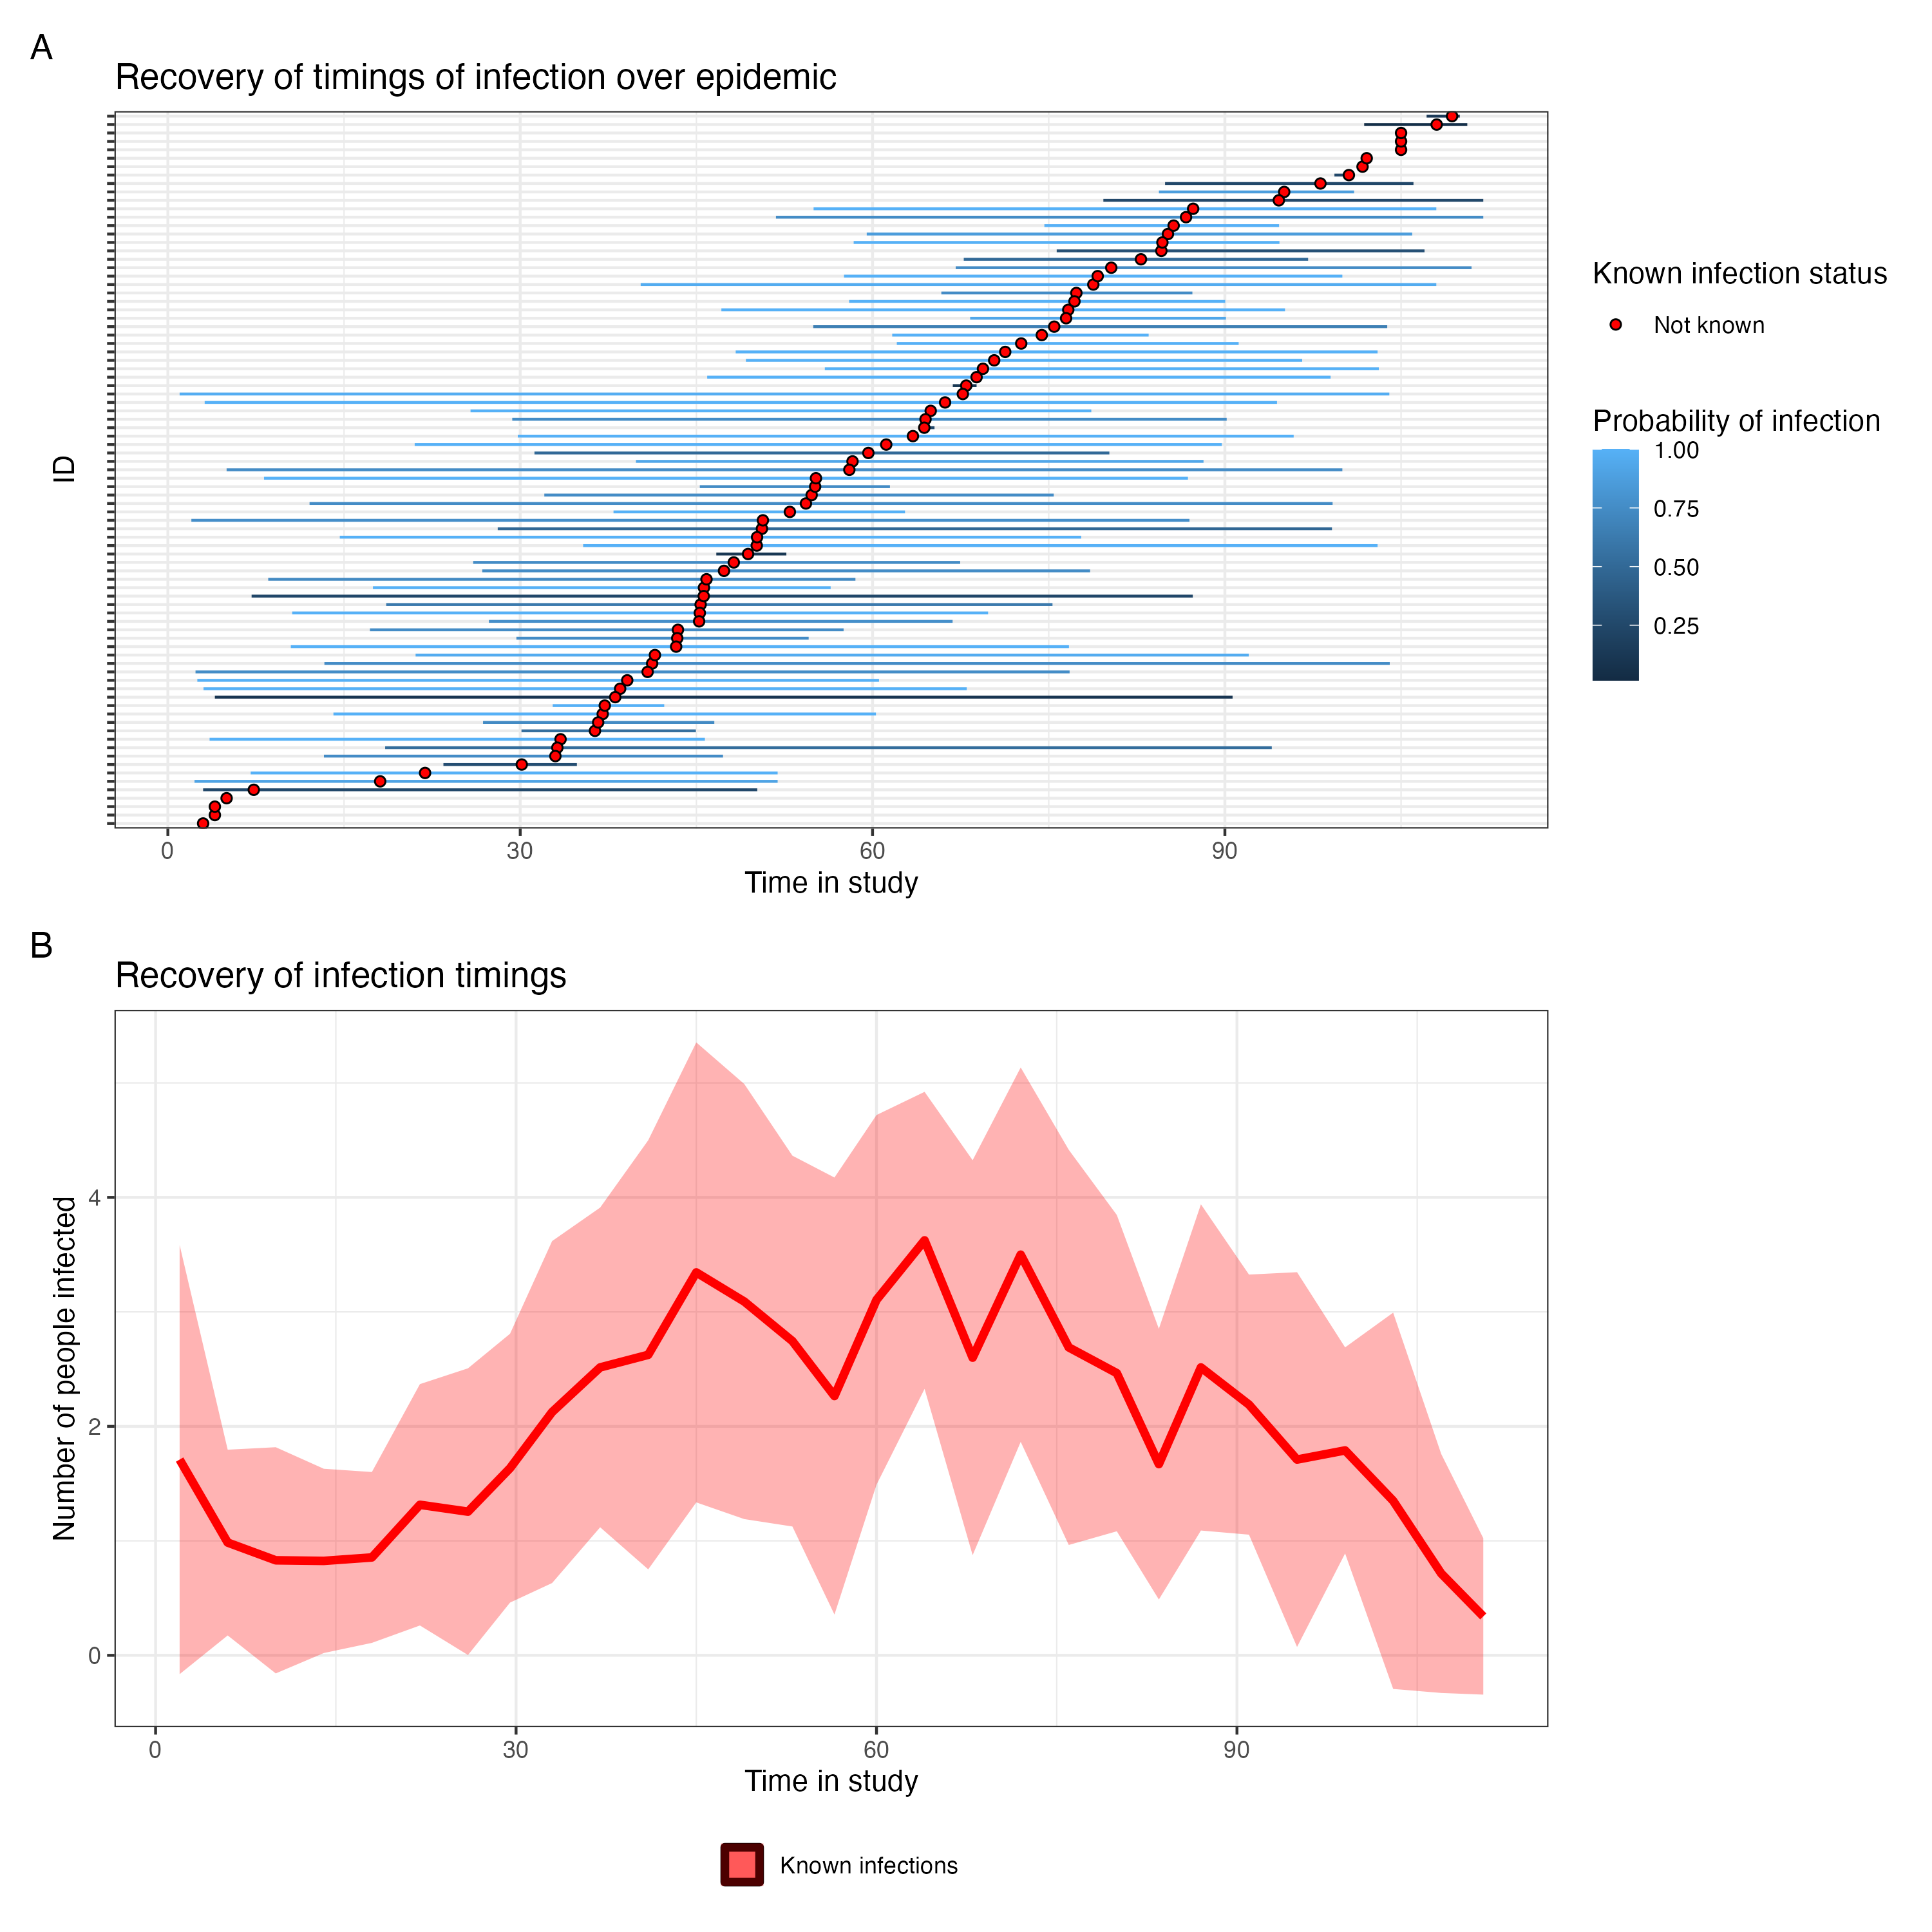 A
Recovery of timings of infection over epidemic
ID
0 30 60 90
Time in study
Known infection status
Not known
Probability of infection
1.00
0.75
0.50
0.25
B
Recovery of infection timings
Number of people infected
4
2
0
0 30 60 90
Time in study
Known infections